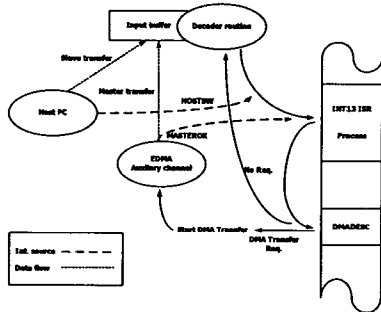 Input buffer
Decoder routine
Slave transfer
Master transfer
Host PC
HOSTSW
MASTEROK
INT13 ISR
Process
EDMA
Auxiliary channel
No Req.
Start DMA Transfer
DMA Transfer
Req.
DMADESC
Int. source
Data flow